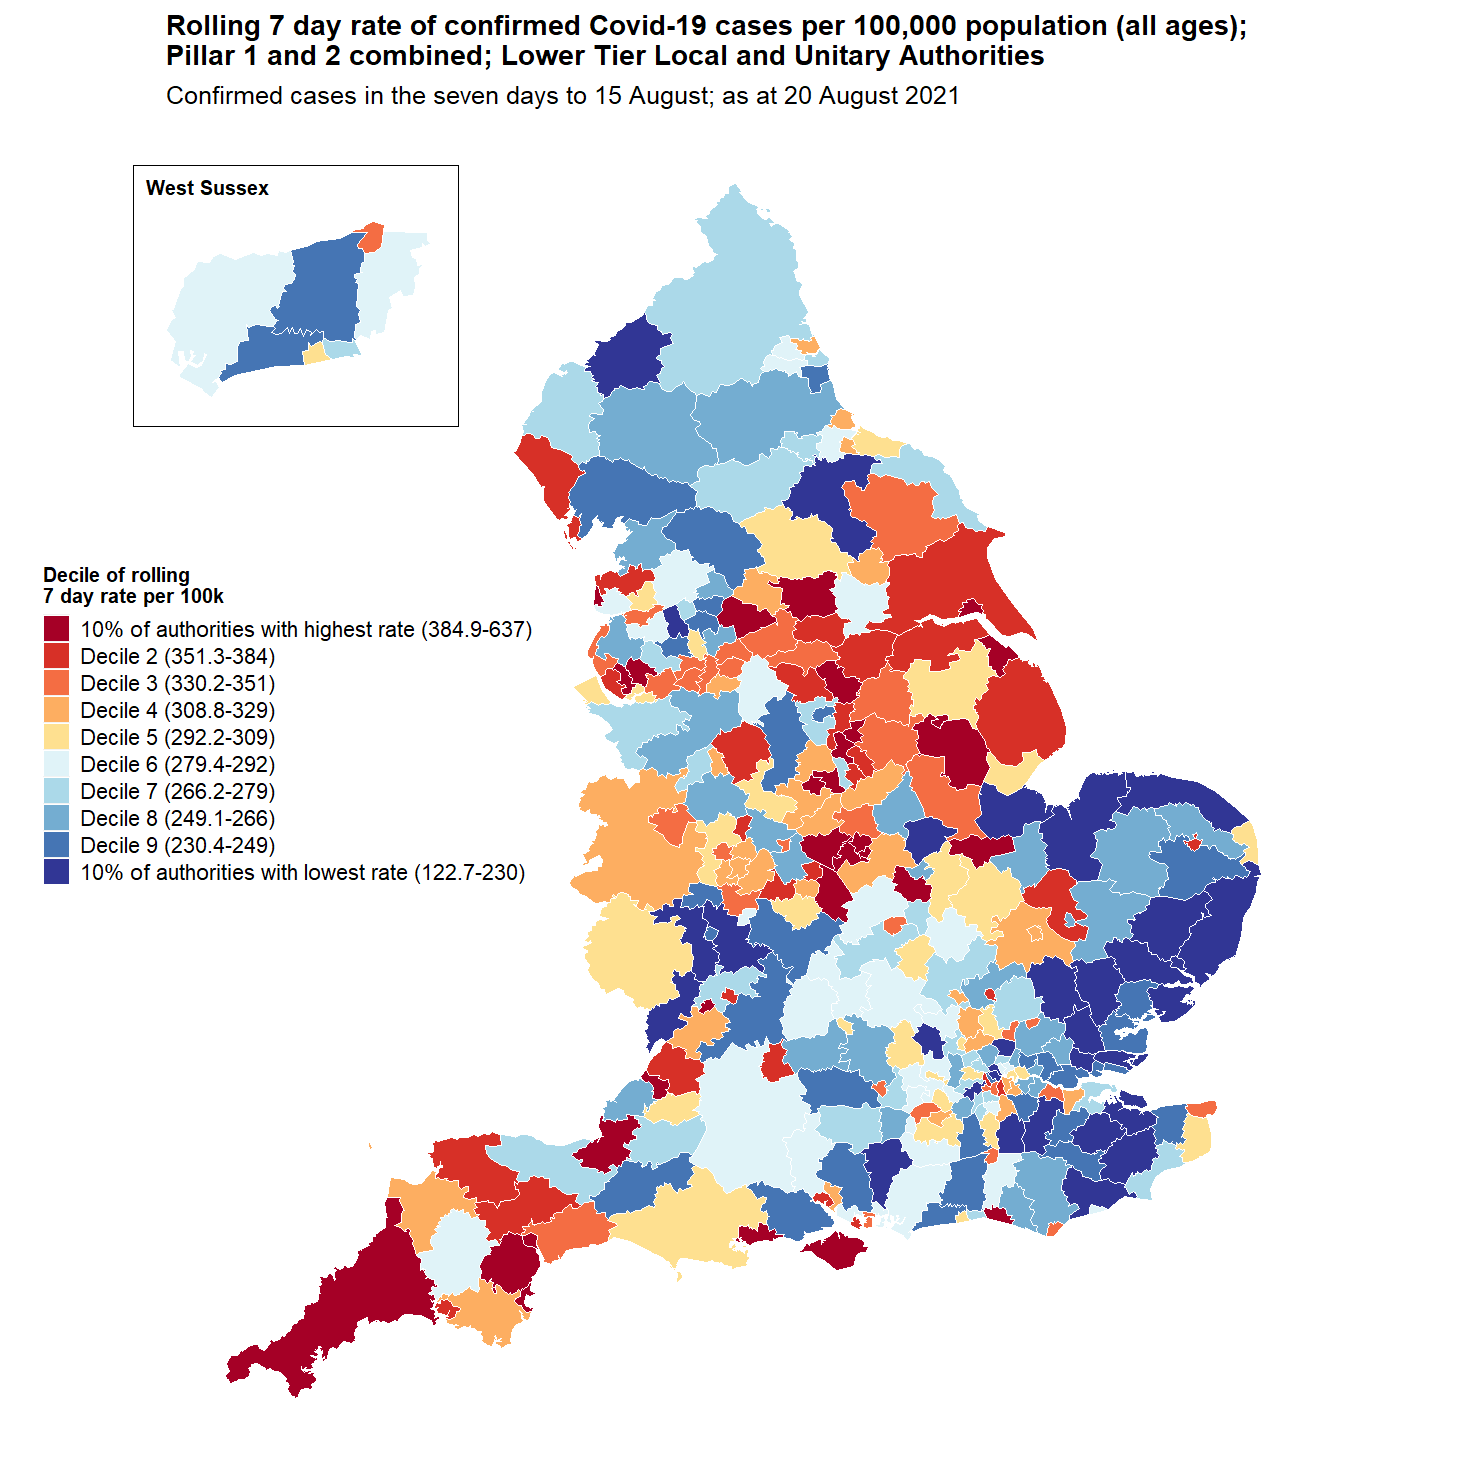 Rolling 7 day rate of confirmed Covid-19 cases per 100,000 population (all ages);
Pillar 1 and 2 combined; Lower Tier Local and Unitary Authorities
Confirmed cases in the seven days to 15 August; as at 20 August 2021
West Sussex
Decile of rolling
7 day rate per 100k
10% of authorities with highest rate (384.9-637)
Decile 2 (351.3-384)
Decile 3 (330.2-351)
Decile 4 (308.8-329)
Decile 5 (292.2-309)
Decile 6 (279.4-292)
Decile 7 (266.2-279)
Decile 8 (249.1-266)
Decile 9 (230.4-249)
10% of authorities with lowest rate (122.7-230)